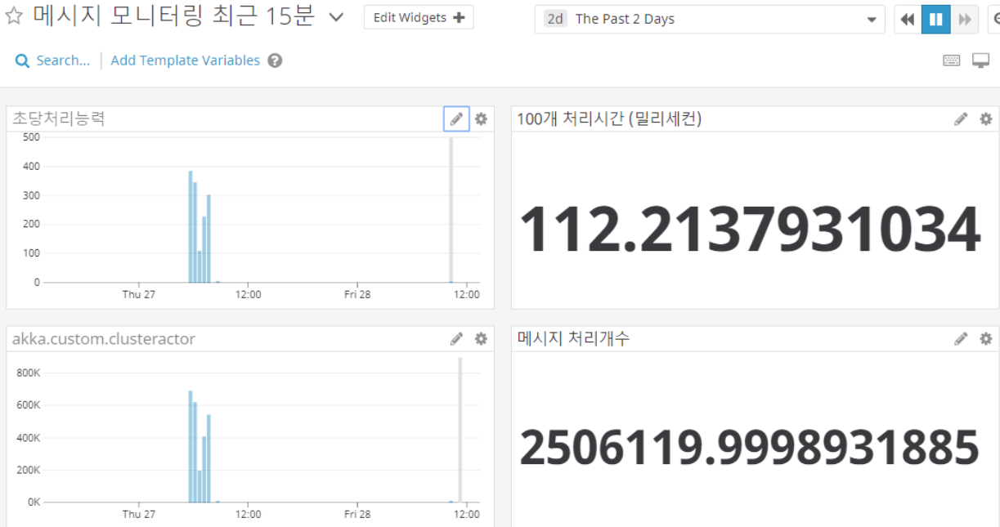 메시지 모니터링 최근 15분
Edit Widgets
2d The Past 2 Days
Search...
Add Template Variables
초당처리능력
500
400
300
200
100
0
Thu 27 12:00 Fri 28 12:00
100개 처리시간 (밀리세컨)
112.2137931034
akka.custom.clusteractor
800K
600K
400K
200K
0K
Thu 27 12:00 Fri 28 12:00
메시지 처리개수
2506119.9998931885